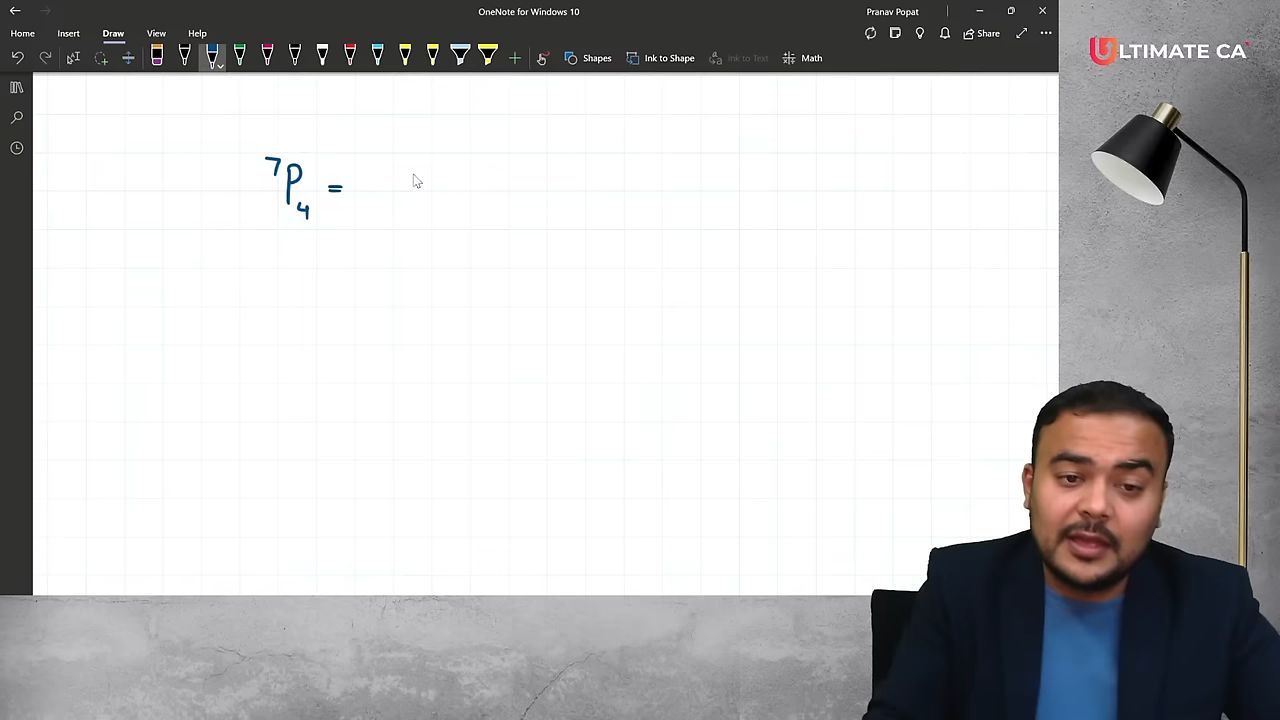 OneNote for Windows 10
Pranav Popat
Home Insert Draw View Help
Share
Shapes Ink to Shape Ink to Text Math
ULTIMATE CA
⁷P₄ =